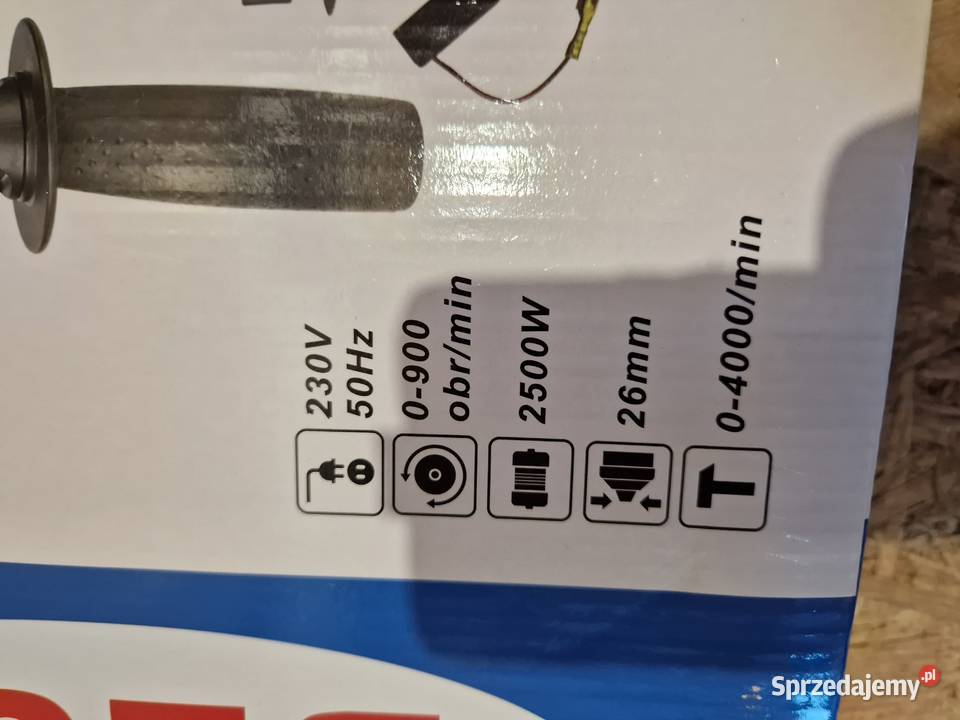 230V
50Hz
0-900
obr/min
2500W
26mm
0-4000/min
Sprzedajemy.pl